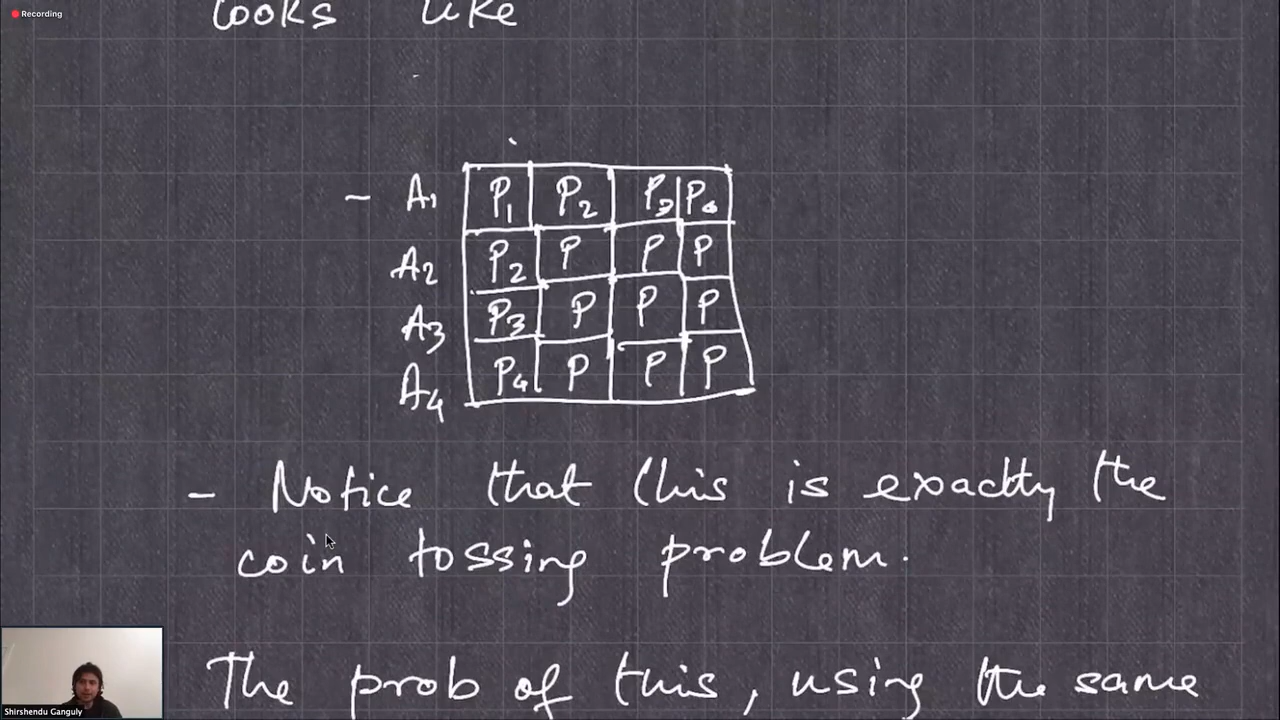 Recording
looks like
- A1 P1 P2 P3 P4
A2 P2 P P P
A3 P3 P P P
A4 P4 P P P
- Notice that this is exactly the
coin tossing problem.
The prob of this, using the same
Shirshendu Ganguly